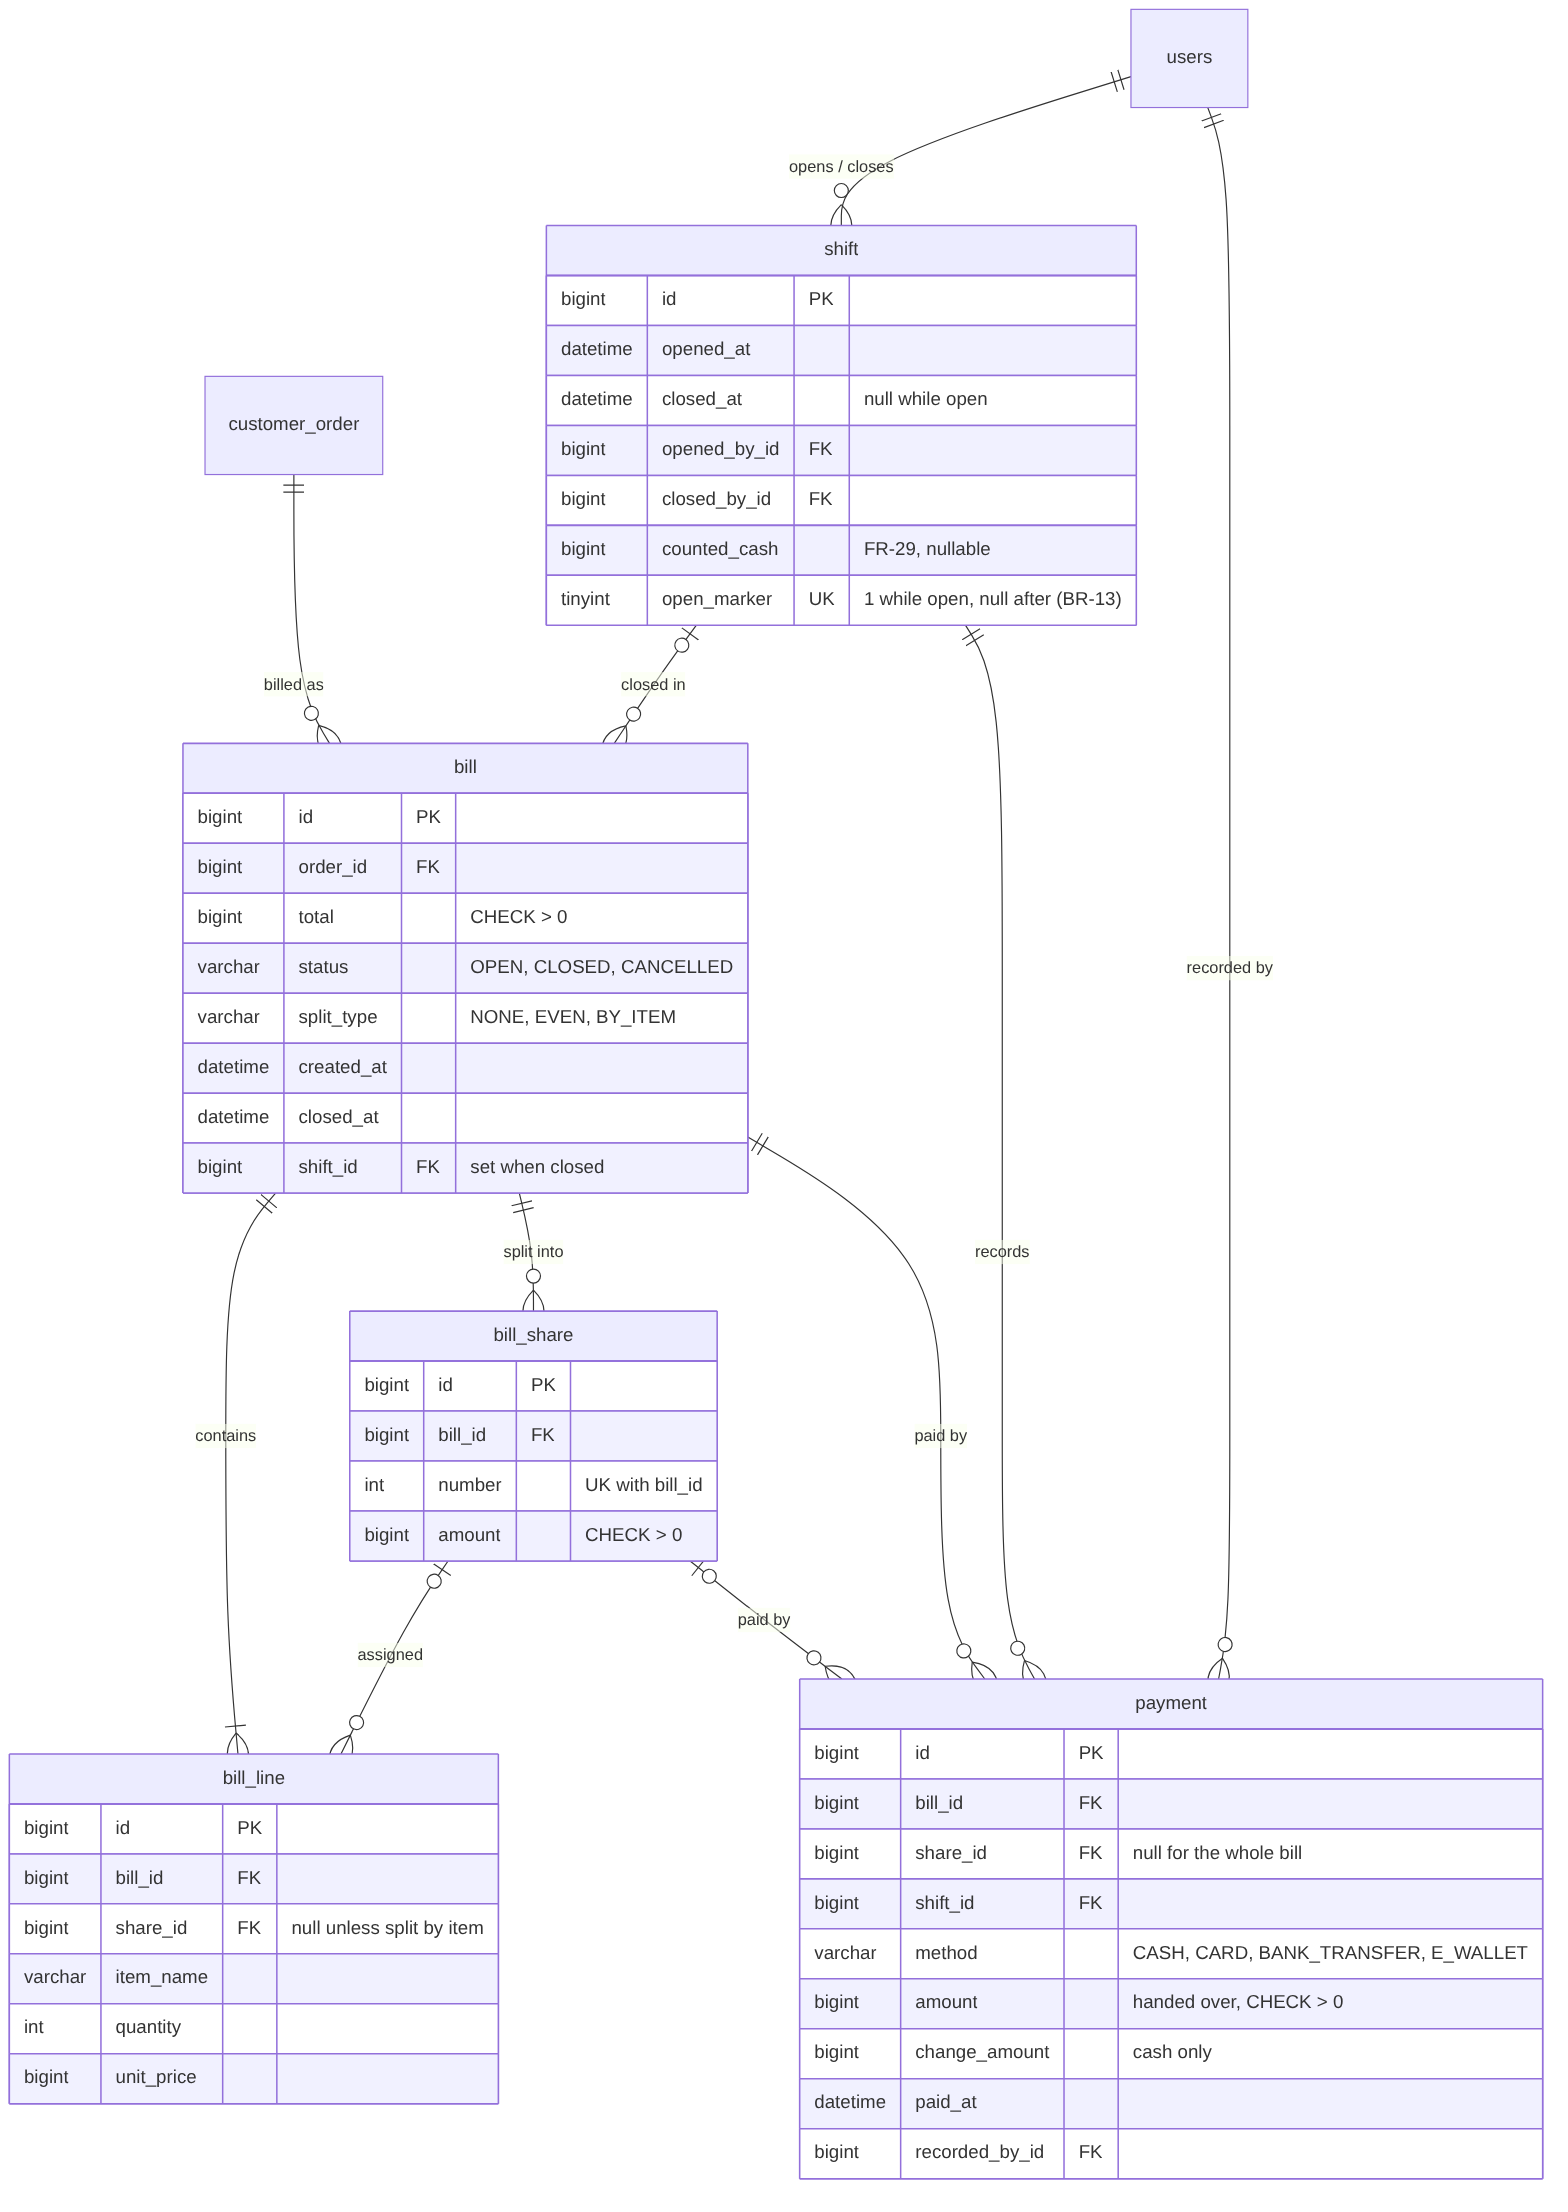 users
opens / closes
shift
bigint id PK
datetime opened_at
datetime closed_at null while open
bigint opened_by_id FK
bigint closed_by_id FK
bigint counted_cash FR-29, nullable
tinyint open_marker UK 1 while open, null after (BR-13)
customer_order
billed as
closed in
bill
bigint id PK
bigint order_id FK
bigint total CHECK > 0
varchar status OPEN, CLOSED, CANCELLED
varchar split_type NONE, EVEN, BY_ITEM
datetime created_at
datetime closed_at
bigint shift_id FK set when closed
recorded by
split into
records
bill_share
bigint id PK
bigint bill_id FK
int number UK with bill_id
bigint amount CHECK > 0
contains
paid by
paid by
assigned
bill_line
bigint id PK
bigint bill_id FK
bigint share_id FK null unless split by item
varchar item_name
int quantity
bigint unit_price
payment
bigint id PK
bigint bill_id FK
bigint share_id FK null for the whole bill
bigint shift_id FK
varchar method CASH, CARD, BANK_TRANSFER, E_WALLET
bigint amount handed over, CHECK > 0
bigint change_amount cash only
datetime paid_at
bigint recorded_by_id FK